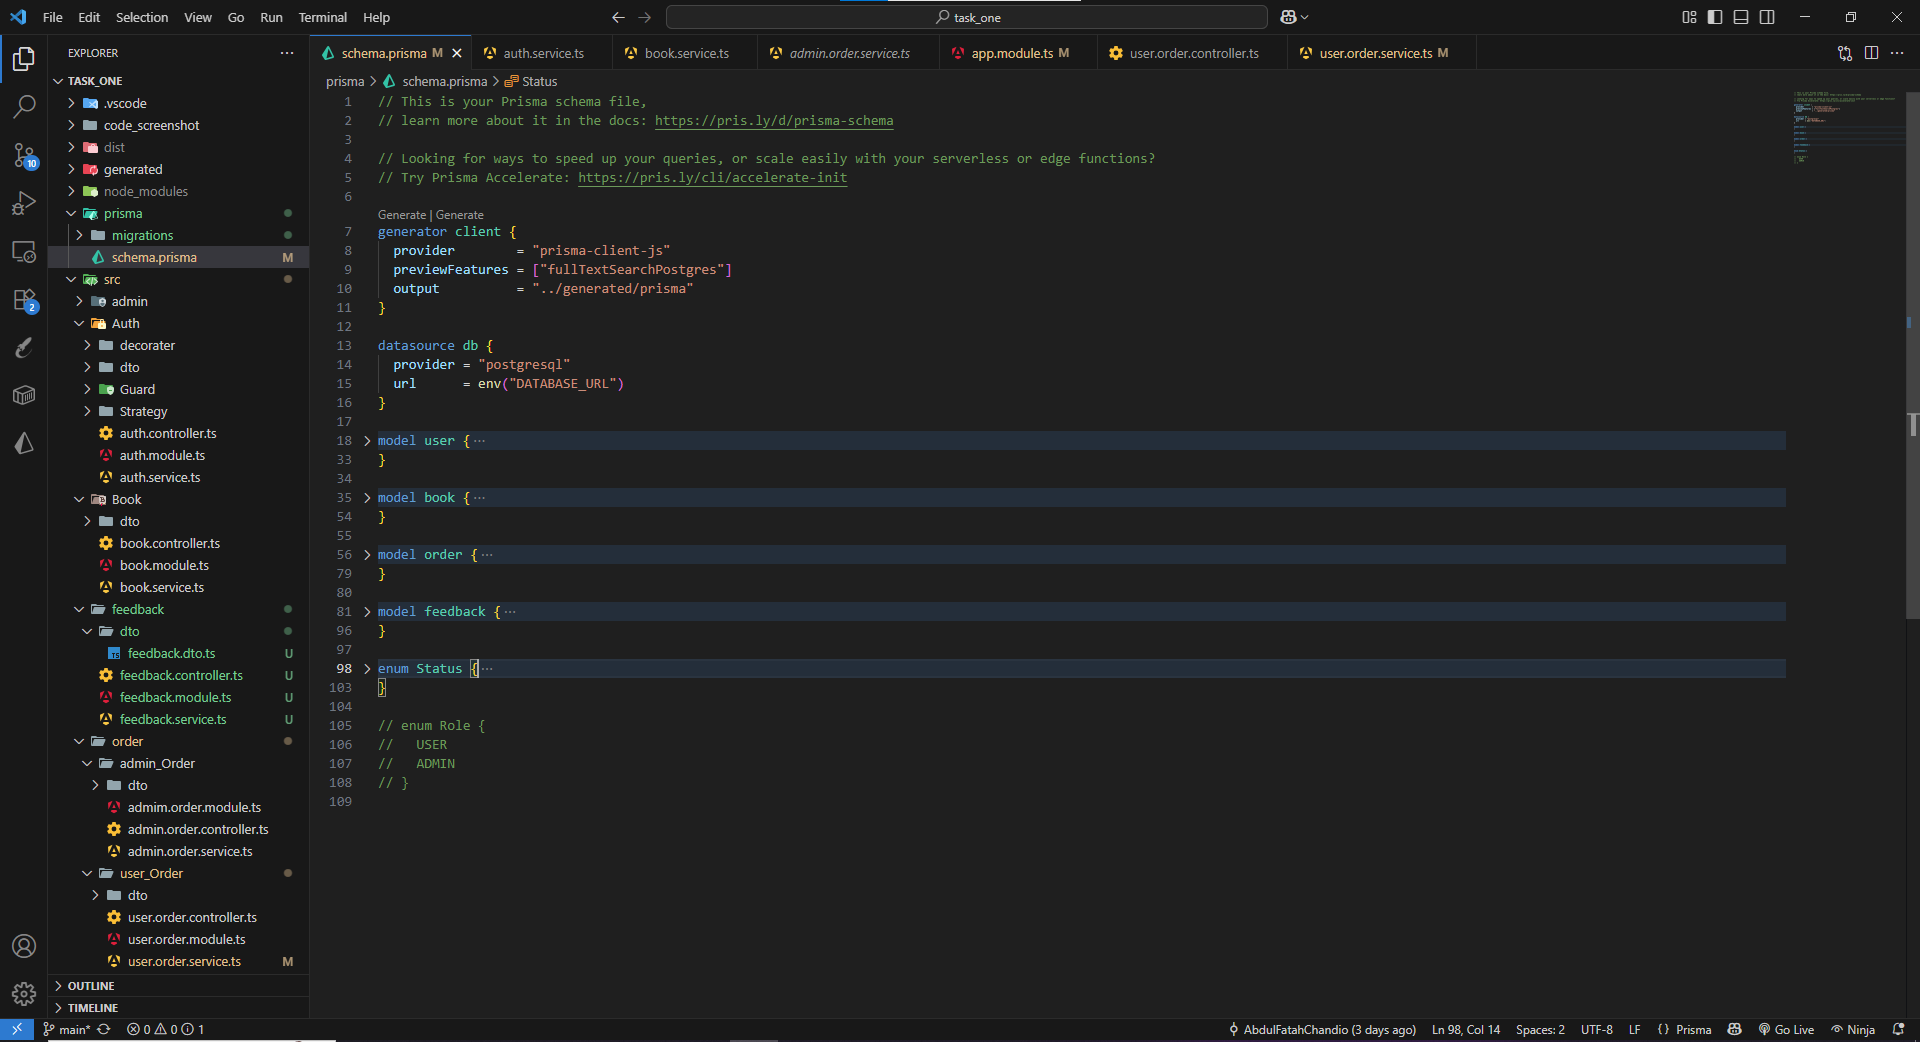 File Edit Selection View Go Run Terminal Help
task_one
EXPLORER
TASK_ONE
.vscode
code_screenshot
dist
generated
node_modules
prisma
migrations
schema.prisma M
src
admin
Auth
decorater
dto
Guard
Strategy
auth.controller.ts
auth.module.ts
auth.service.ts
Book
dto
book.controller.ts
book.module.ts
book.service.ts
feedback
dto
feedback.dto.ts U
feedback.controller.ts U
feedback.module.ts U
feedback.service.ts U
order
admin_Order
dto
admim.order.module.ts
admin.order.controller.ts
admin.order.service.ts
user_Order
dto
user.order.controller.ts
user.order.module.ts
user.order.service.ts M
OUTLINE
TIMELINE
10
2
schema.prisma M auth.service.ts book.service.ts admin.order.service.ts app.module.ts M user.order.controller.ts user.order.service.ts M
prisma > schema.prisma > Status
1 // This is your Prisma schema file,
2 // learn more about it in the docs: https://pris.ly/d/prisma-schema
3
4 // Looking for ways to speed up your queries, or scale easily with your serverless or edge functions?
5 // Try Prisma Accelerate: https://pris.ly/cli/accelerate-init
6
Generate | Generate
7 generator client {
8 provider = "prisma-client-js"
9 previewFeatures = ["fullTextSearchPostgres"]
10 output = "../generated/prisma"
11 }
12
13 datasource db {
14 provider = "postgresql"
15 url = env("DATABASE_URL")
16 }
17
18 model user { ...
33 }
34
35 model book { ...
54 }
55
56 model order { ...
79 }
80
81 model feedback { ...
96 }
97
98 enum Status { ...
103 }
104
105 // enum Role {
106 // USER
107 // ADMIN
108 // }
109
main* 0 0 1 AbdulFatahChandio (3 days ago) Ln 98, Col 14 Spaces: 2 UTF-8 LF {} Prisma Go Live Ninja